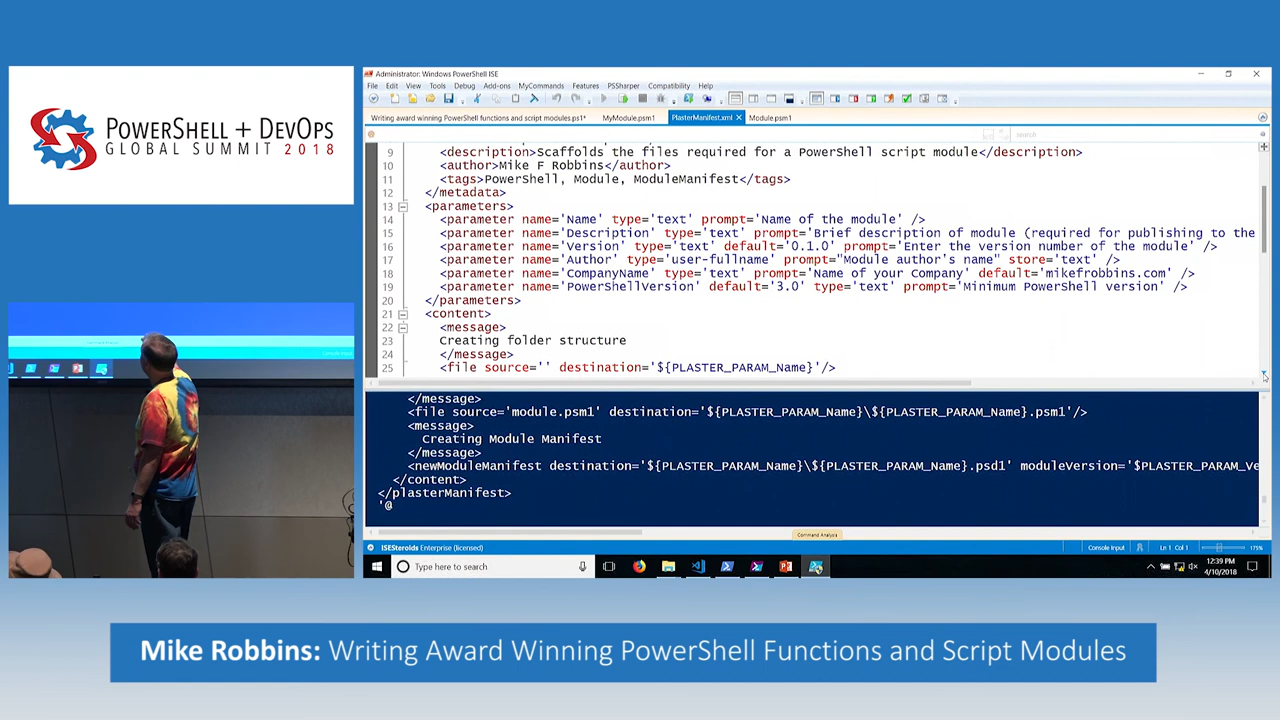 POWERSHELL + DEVOPS
GLOBAL SUMMIT 2018
Administrator: Windows PowerShell ISE
File Edit View Tools Debug Add-ons MyCommands Features PSSharper Compatibility Help
Writing award winning PowerShell functions and script modules.ps1* MyModule.psm1 PlasterManifest.xml Module.psm1
search
9 <description>Scaffolds the files required for a PowerShell script module</description>
10 <author>Mike F Robbins</author>
11 <tags>PowerShell, Module, ModuleManifest</tags>
12 </metadata>
13 <parameters>
14 <parameter name='Name' type='text' prompt='Name of the module' />
15 <parameter name='Description' type='text' prompt='Brief description of module (required for publishing to the
16 <parameter name='Version' type='text' default='0.1.0' prompt='Enter the version number of the module' />
17 <parameter name='Author' type='user-fullname' prompt="Module author's name" store='text' />
18 <parameter name='CompanyName' type='text' prompt='Name of your Company' default='mikefrobbins.com' />
19 <parameter name='PowerShellVersion' default='3.0' type='text' prompt='Minimum PowerShell version' />
20 </parameters>
21 <content>
22 <message>
23 Creating folder structure
24 </message>
25 <file source='' destination='${PLASTER_PARAM_Name}'/>
</message>
<file source='module.psm1' destination='${PLASTER_PARAM_Name}\${PLASTER_PARAM_Name}.psm1'/>
<message>
Creating Module Manifest
</message>
<newModuleManifest destination='${PLASTER_PARAM_Name}\${PLASTER_PARAM_Name}.psd1' moduleVersion='$PLASTER_PARAM_Ve
</content>
</plasterManifest>
'@
Command Analysis
ISESteroids Enterprise (licensed) Console Input Ln 1 Col 1 175%
Type here to search
12:39 PM
4/10/2018
Mike Robbins: Writing Award Winning PowerShell Functions and Script Modules